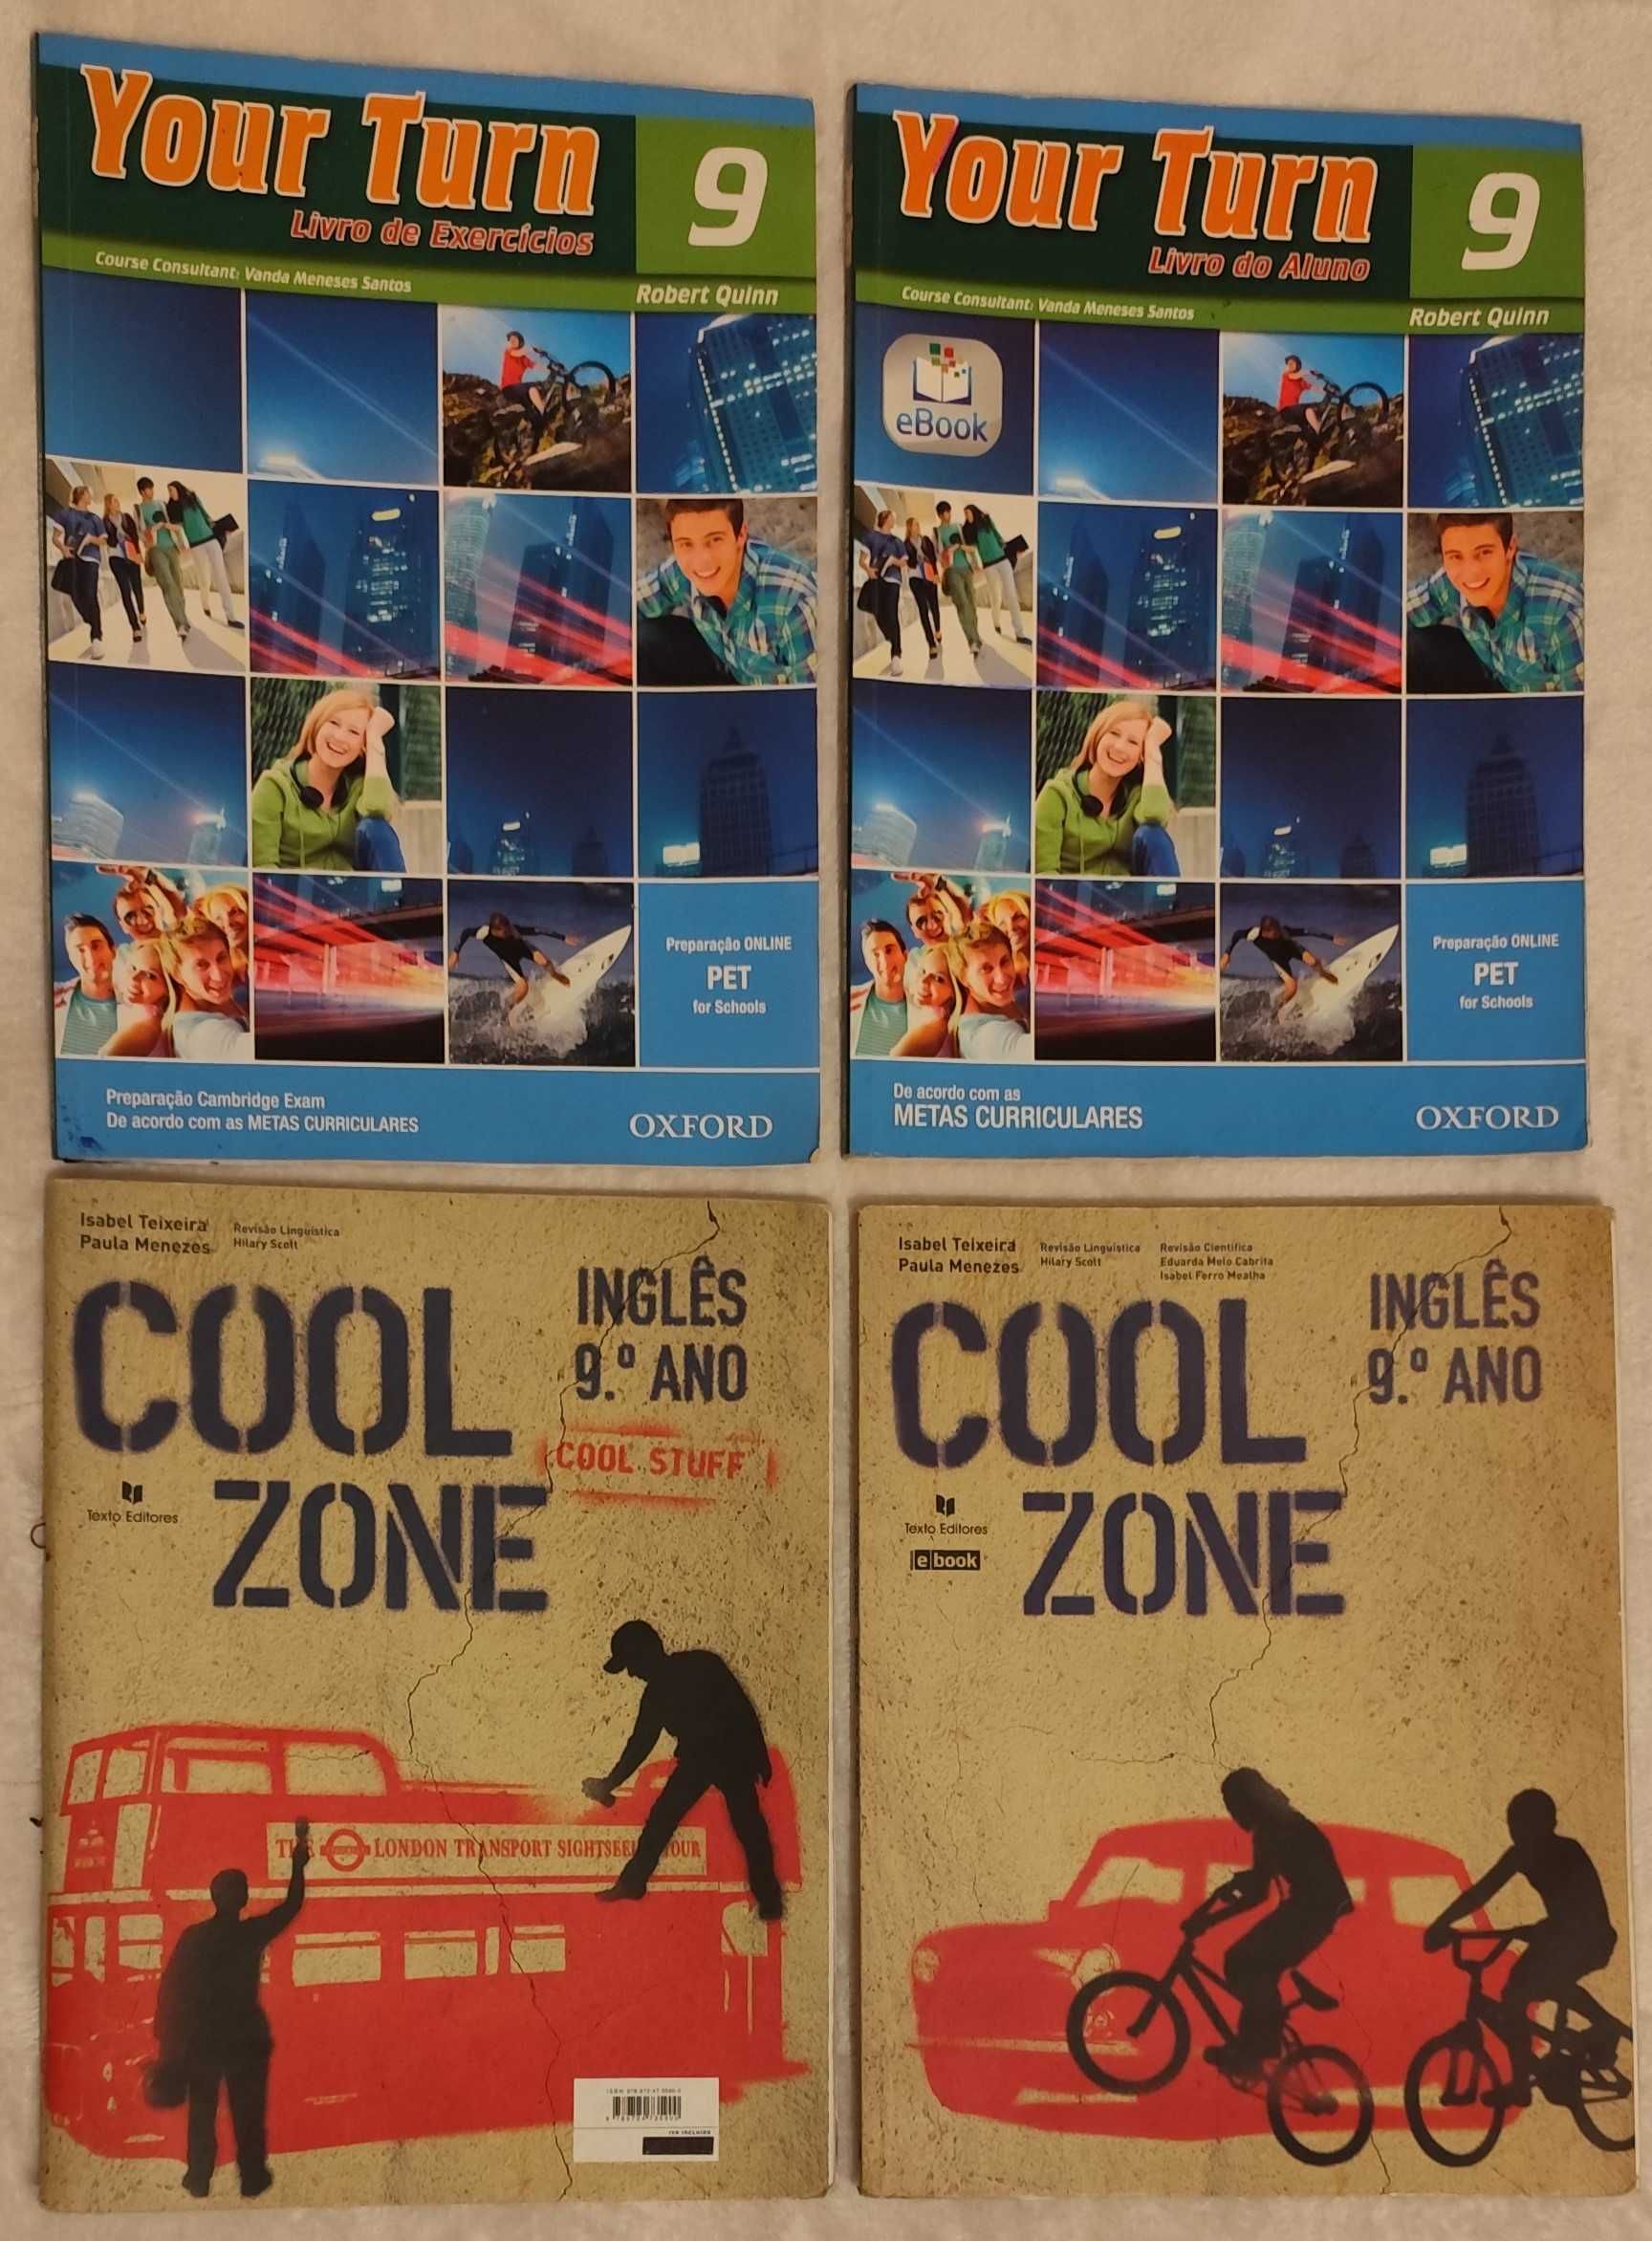 Your Turn
9
Livro de Exercícios
Course Consultant: Vanda Meneses Santos
Robert Quinn
Preparação ONLINE
PET
for Schools
Preparação Cambridge Exam
De acordo com as METAS CURRICULARES
OXFORD
Your Turn
9
Livro do Aluno
Course Consultant: Vanda Meneses Santos
Robert Quinn
eBook
Preparação ONLINE
PET
for Schools
De acordo com as
METAS CURRICULARES
OXFORD
Isabel Teixeira
Paula Menezes
Revisão Linguística
Hilary Scott
INGLÊS
9.º ANO
COOL
ZONE
COOL STUFF
Texto Editores
LONDON TRANSPORT
IVA INCLUÍDO
Isabel Teixeira
Paula Menezes
Revisão Linguística
Hilary Scott
Revisão Científica
Eduarda Melo Cabrita
Isabel Ferro Mealha
INGLÊS
9.º ANO
COOL
ZONE
Texto Editores
ebook